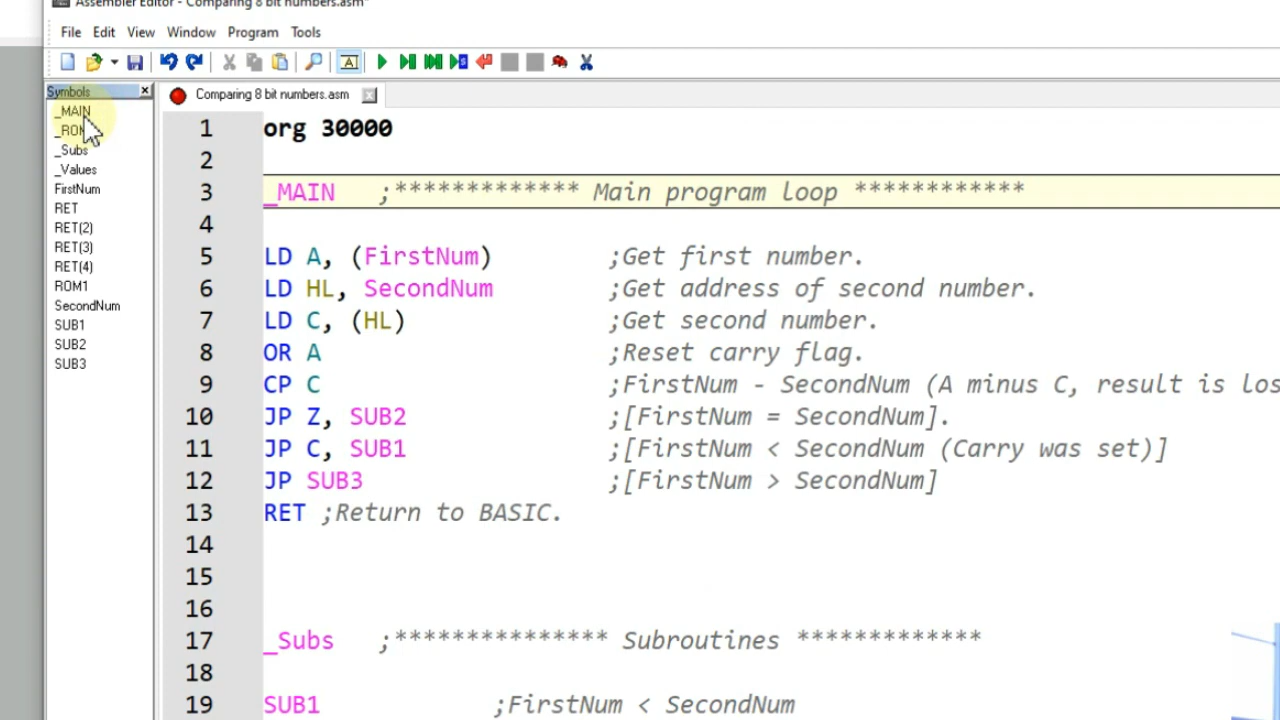 Assembler Editor - Comparing 8 bit numbers.asm*
File Edit View Window Program Tools
Symbols
Comparing 8 bit numbers.asm
_MAIN
_ROM
_Subs
_Values
FirstNum
RET
RET(2)
RET(3)
RET(4)
ROM1
SecondNum
SUB1
SUB2
SUB3
1 org 30000
2
3 _MAIN ;************* Main program loop ************
4
5 LD A, (FirstNum) ;Get first number.
6 LD HL, SecondNum ;Get address of second number.
7 LD C, (HL) ;Get second number.
8 OR A ;Reset carry flag.
9 CP C ;FirstNum - SecondNum (A minus C, result is los
10 JP Z, SUB2 ;[FirstNum = SecondNum].
11 JP C, SUB1 ;[FirstNum < SecondNum (Carry was set)]
12 JP SUB3 ;[FirstNum > SecondNum]
13 RET ;Return to BASIC.
14
15
16
17 _Subs ;*************** Subroutines *************
18
19 SUB1 ;FirstNum < SecondNum